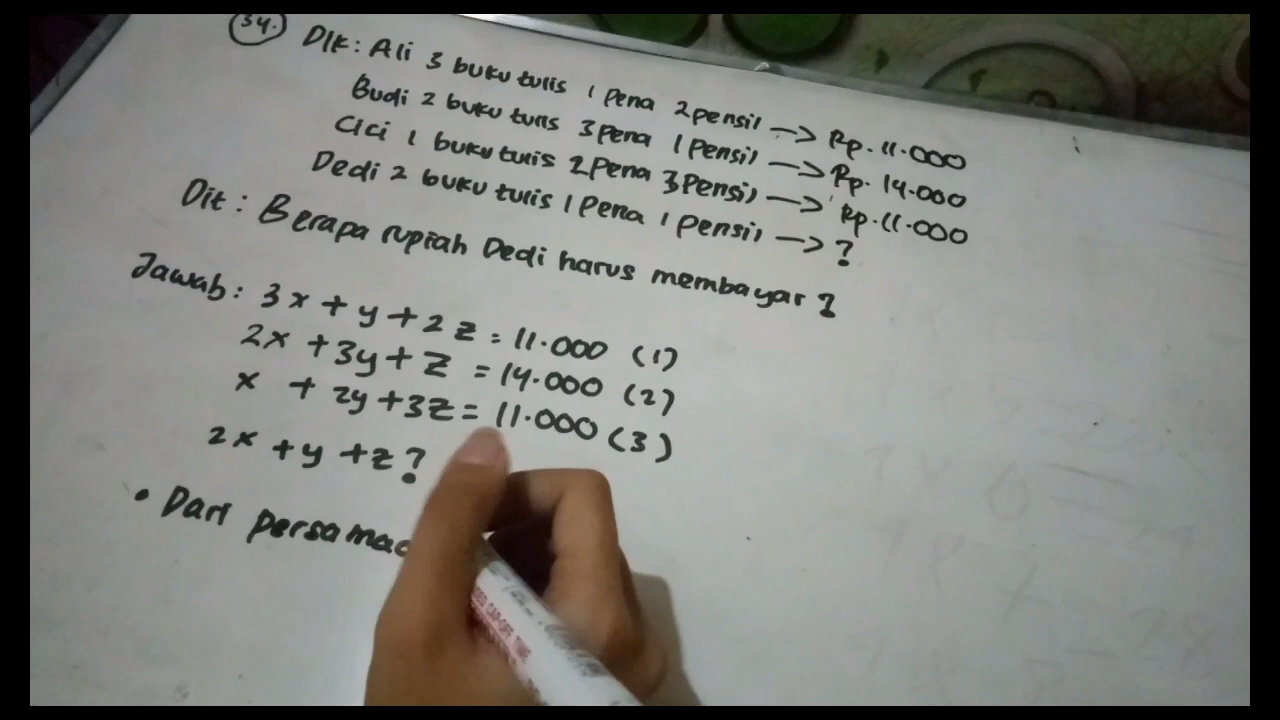 34.
Dik: Ali 3 buku tulis 1 pena 2 pensil → Rp. 11.000
Budi 2 buku tulis 3 pena 1 pensil → Rp. 14.000
Cici 1 buku tulis 2 pena 3 pensil → Rp. 11.000
Dedi 2 buku tulis 1 pena 1 pensil → ?
Dit: Berapa rupiah Dedi harus membayar?
Jawab: 3x + y + 2z = 11.000 (1)
2x + 3y + z = 14.000 (2)
x + 2y + 3z = 11.000 (3)
2x + y + z?
• Dari persamaa